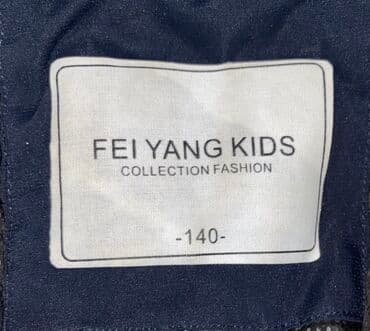 FEI YANG KIDS
COLLECTION FASHION
-140-